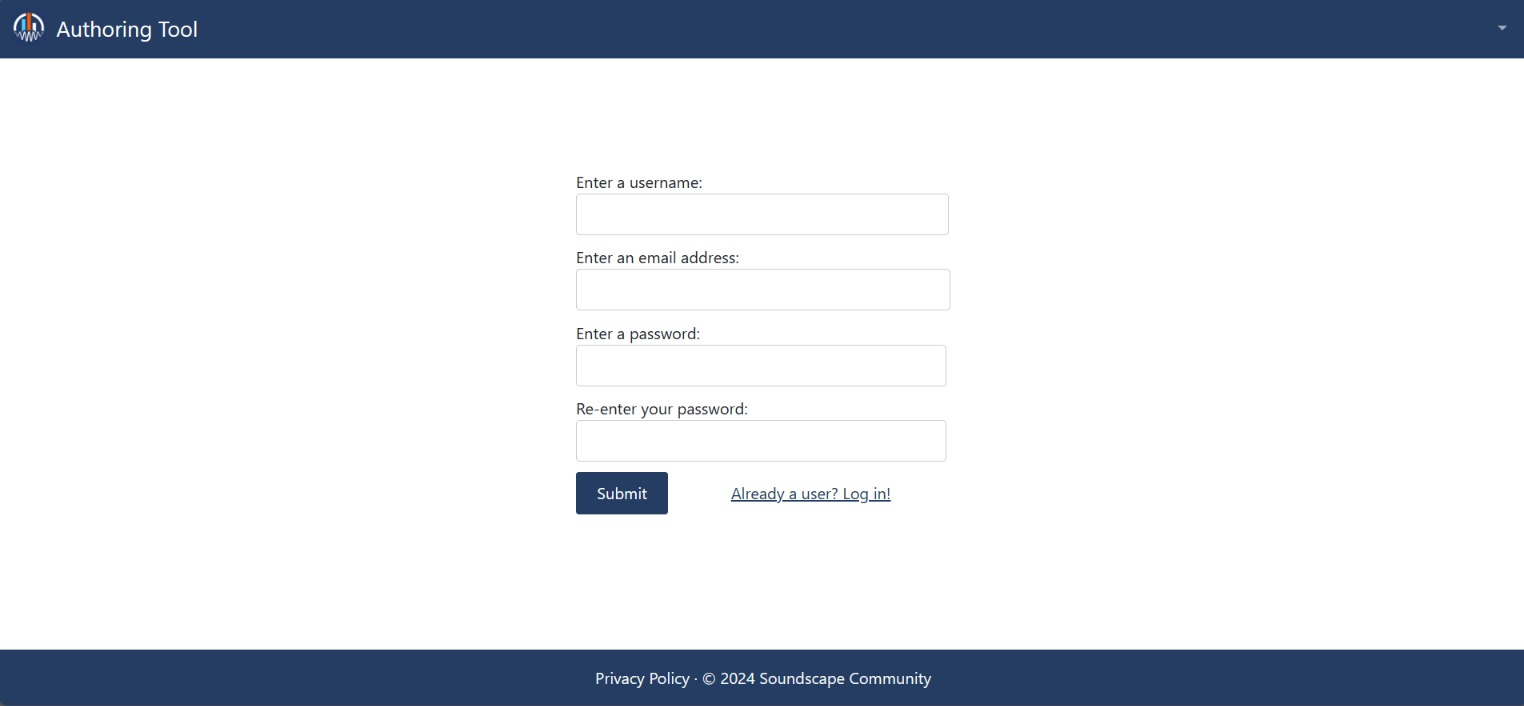 Authoring Tool
Enter a username:
Enter an email address:
Enter a password:
Re-enter your password:
Submit
Already a user? Log in!
Privacy Policy · © 2024 Soundscape Community